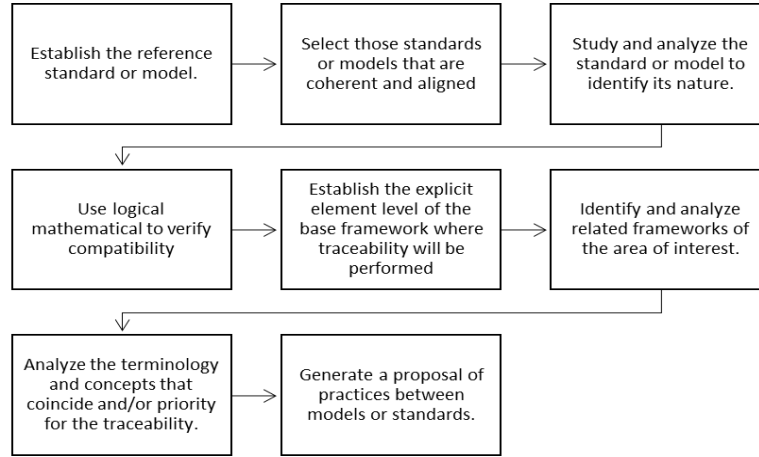 Establish the reference
standard or model.
Select those standards
or models that are
coherent and aligned
Study and analyze the
standard or model to
identify its nature.
Use logical
mathematical to verify
compatibility
Establish the explicit
element level of the
base framework where
traceability will be
performed
Identify and analyze
related frameworks of
the area of interest.
Analyze the terminology
and concepts that
coincide and/or priority
for the traceability.
Generate a proposal of
practices between
models or standards.